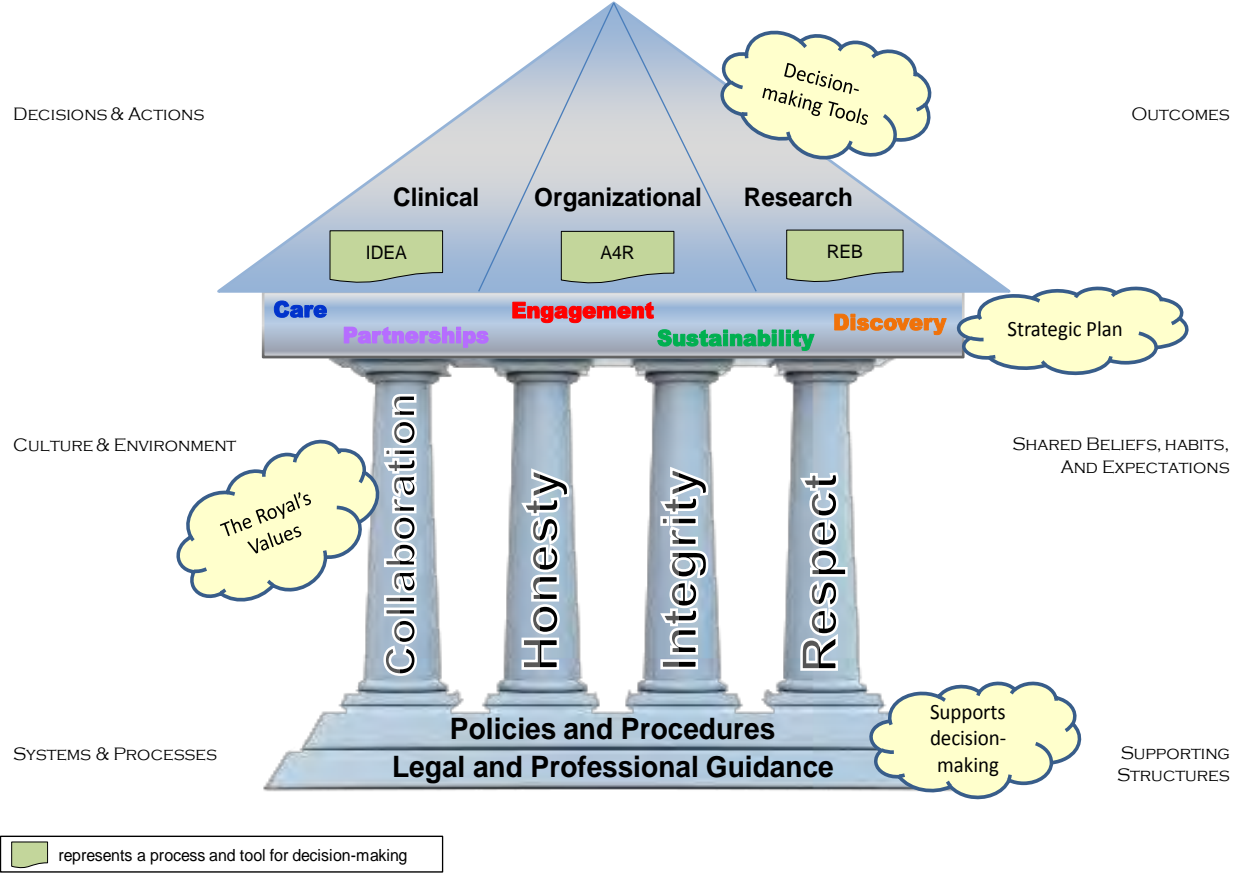 Decision-
making Tools
DECISIONS & ACTIONS
OUTCOMES
Clinical
Organizational
Research
IDEA
A4R
REB
Care
Engagement
Discovery
Partnerships
Sustainability
Strategic Plan
CULTURE & ENVIRONMENT
SHARED BELIEFS, HABITS,
AND EXPECTATIONS
The Royal's
Values
Collaboration
Honesty
Integrity
Respect
Policies and Procedures
Legal and Professional Guidance
Supports
decision-
making
SYSTEMS & PROCESSES
SUPPORTING
STRUCTURES
represents a process and tool for decision-making